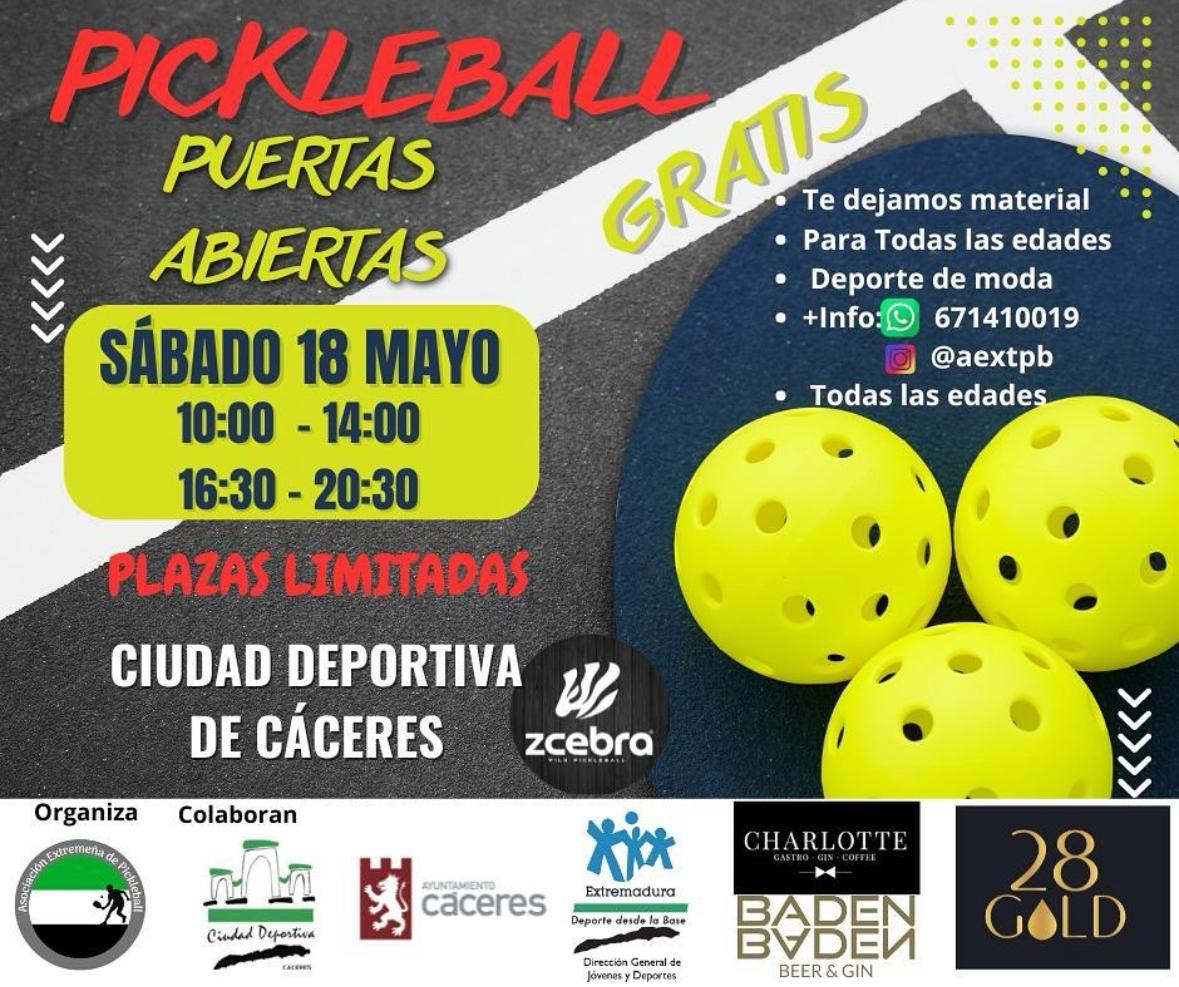 PICKLEBALL
PUERTAS
ABIERTAS
GRATIS
SÁBADO 18 MAYO
10:00 - 14:00
16:30 - 20:30
PLAZAS LIMITADAS
CIUDAD DEPORTIVA
DE CÁCERES
• Te dejamos material
• Para Todas las edades
• Deporte de moda
• +Info: 671410019
@aextpb
• Todas las edades
zcebra
WILD PICKLEBALL
Organiza
Colaboran
Asociación Extremeña de Pickleball
Ciudad Deportiva
CÁCERES
AYUNTAMIENTO
cáceres
Extremadura
Deporte desde la Base
Dirección General de
Jóvenes y Deportes
CHARLOTTE
GASTRO · GIN · COFFEE
BADEN
BADEN
BEER & GIN
28
GOLD